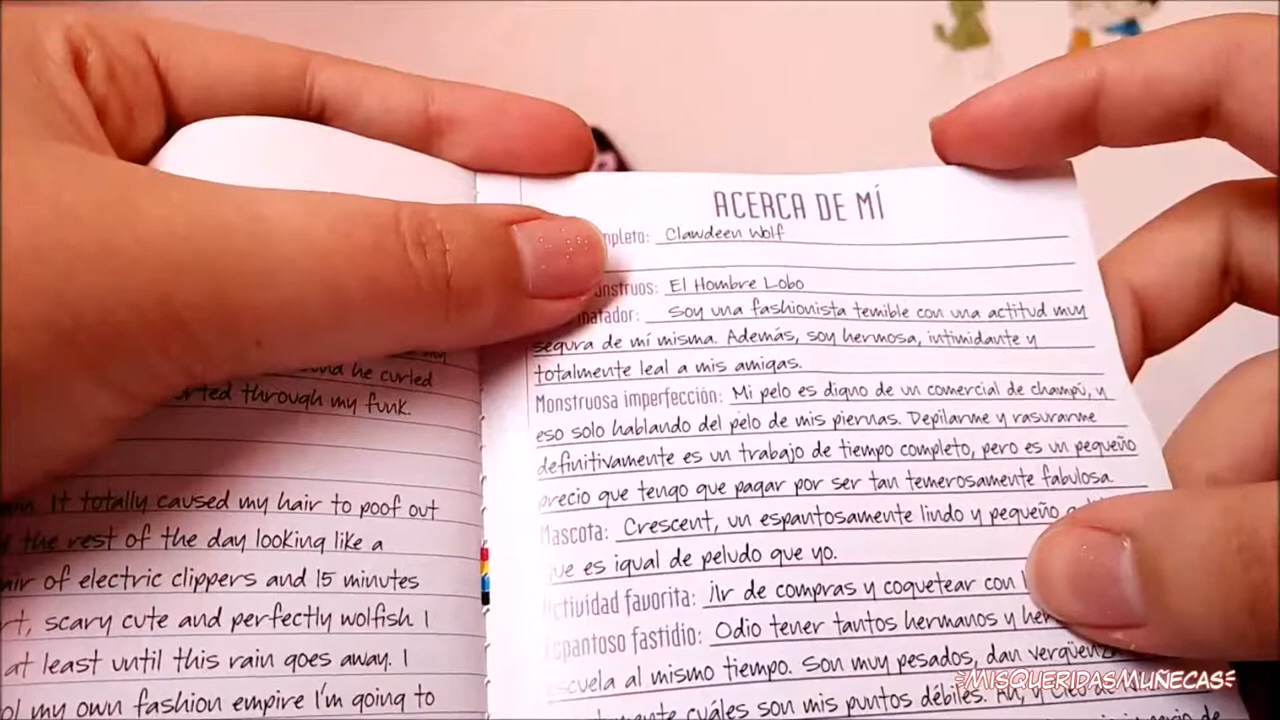 he curled
through my funk.
It totally caused my hair to poof out
the rest of the day looking like a
of electric clippers and 15 minutes
scary cute and perfectly wolfish. I
at least until this rain goes away. I
my own fashion empire I'm going to
ACERCA DE MÍ
Clawdeen Wolf
El Hombre Lobo
Soy una fashionista temible con una actitud muy
segura de mí misma. Además, soy hermosa, intimidante y
totalmente leal a mis amigas.
Monstruosa imperfección: Mi pelo es digno de un comercial de champú, y
eso solo hablando del pelo de mis piernas. Depilarme y rasurarme
definitivamente es un trabajo de tiempo completo, pero es un pequeño
precio que tengo que pagar por ser tan temerosamente fabulosa.
Mascota: Crescent, un espantosamente lindo y pequeño
que es igual de peludo que yo.
Actividad favorita: ¡Ir de compras y coquetear con
Espantoso fastidio: Odio tener tantos hermanos y
escuela al mismo tiempo. Son muy pesados, dan
cuáles son mis puntos débiles. Ah,
MISQUERIDASMUÑECAS